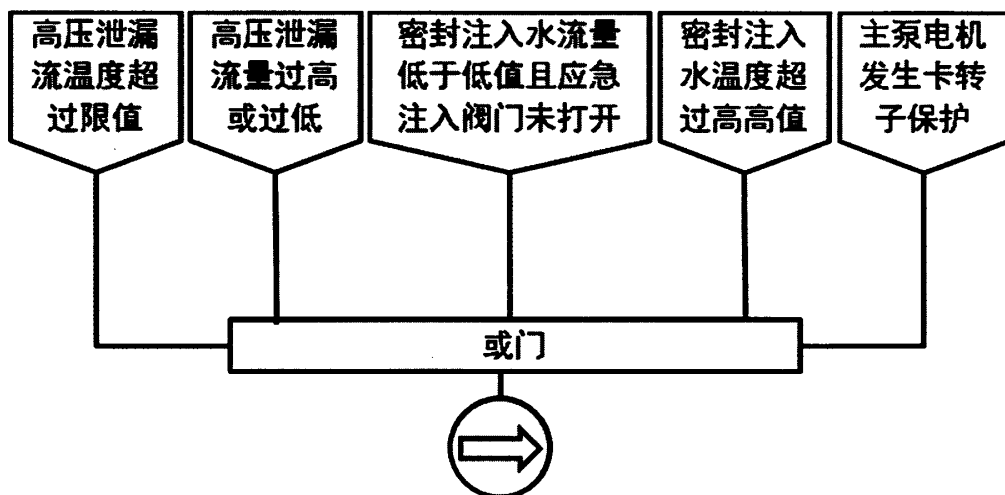 高压泄漏
流温度超
过限值
高压泄漏
流量过高
或过低
密封注入水流量
低于低值且应急
注入阀门未打开
密封注入
水温度超
过高高值
主泵电机
发生卡转
子保护
或门